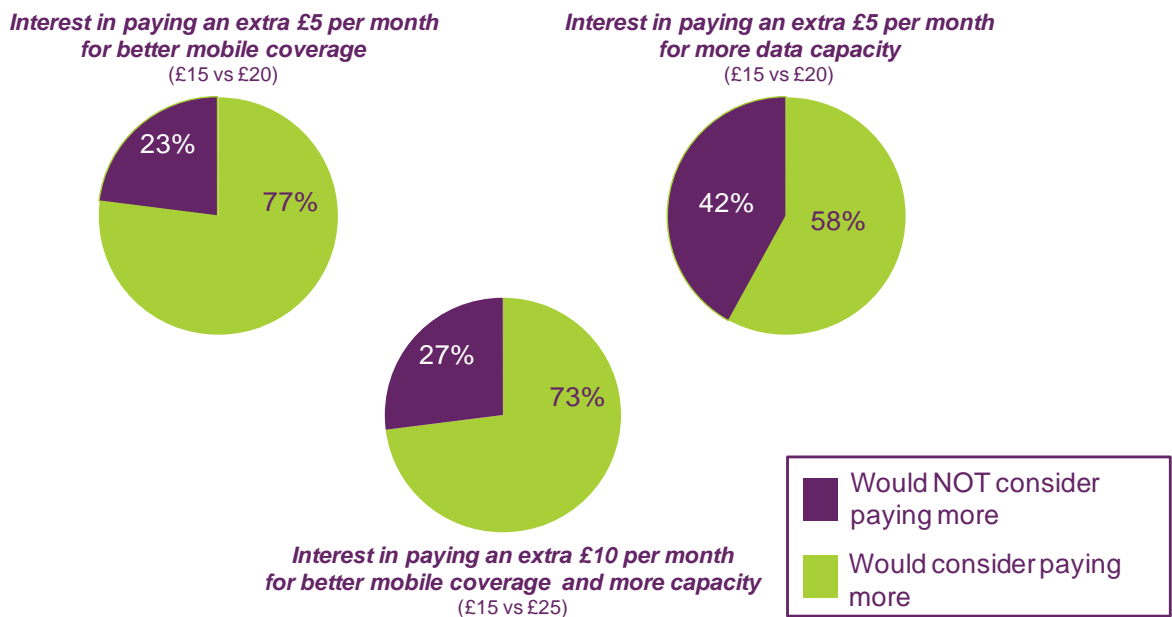 Interest in paying an extra £5 per month
for better mobile coverage
(£15 vs £20)
23%
77%
Interest in paying an extra £5 per month
for more data capacity
(£15 vs £20)
42%
58%
27%
73%
Interest in paying an extra £10 per month
for better mobile coverage and more capacity
(£15 vs £25)
Would NOT consider
paying more
Would consider paying
more